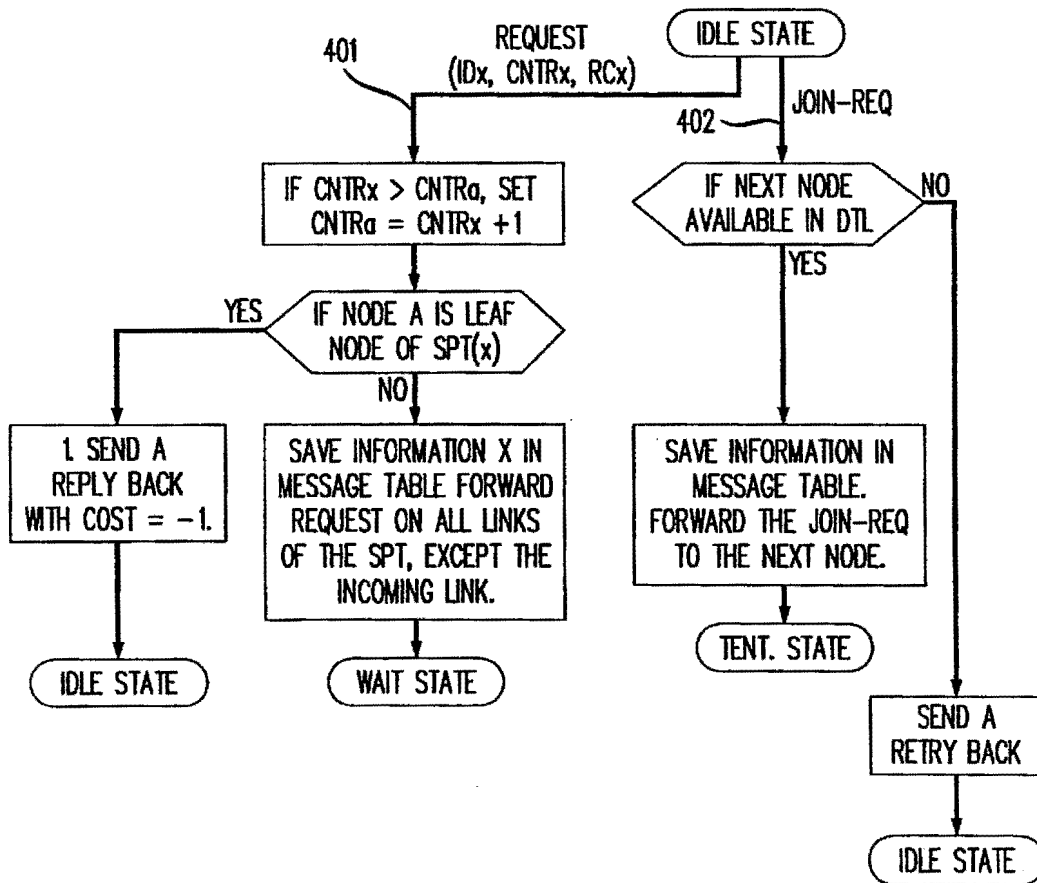 IDLE STATE
401
REQUEST
(IDx, CNTRx, RCx)
402
JOIN-REQ
IF CNTRx > CNTRa, SET
CNTRa = CNTRx +1
IF NEXT NODE
AVAILABLE IN DTL
NO
YES
YES
IF NODE A IS LEAF
NODE OF SPT(x)
NO
1. SEND A
REPLY BACK
WITH COST = -1.
SAVE INFORMATION X IN
MESSAGE TABLE FORWARD
REQUEST ON ALL LINKS
OF THE SPT, EXCEPT THE
INCOMING LINK.
SAVE INFORMATION IN
MESSAGE TABLE.
FORWARD THE JOIN-REQ
TO THE NEXT NODE.
IDLE STATE
WAIT STATE
TENT. STATE
SEND A
RETRY BACK
IDLE STATE